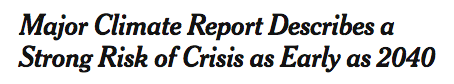 Major Climate Report Describes a
Strong Risk of Crisis as Early as 2040